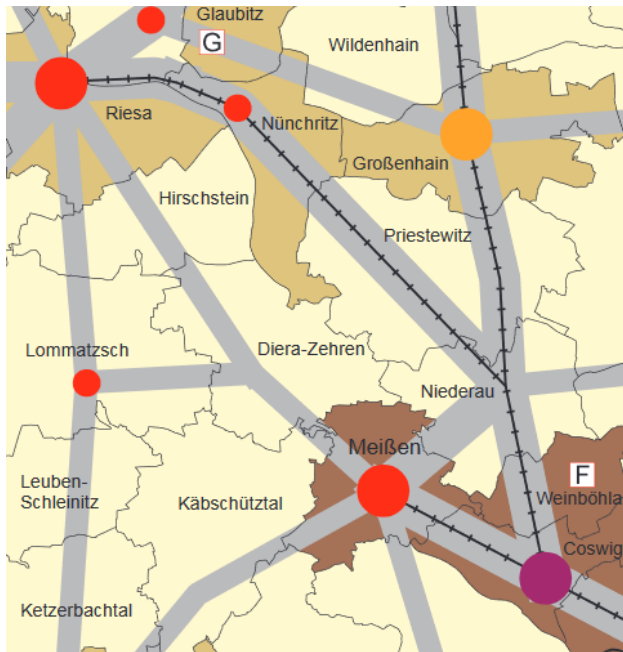 Glaubitz
G
Wildenhain
Riesa
Nünchritz
Großenhain
Hirschstein
Priestewitz
Lommatzsch
Diera-Zehren
Niederau
Meißen
F
Leuben-
Schleinitz
Käbschütztal
Weinböhla
Coswig
Ketzerbachtal